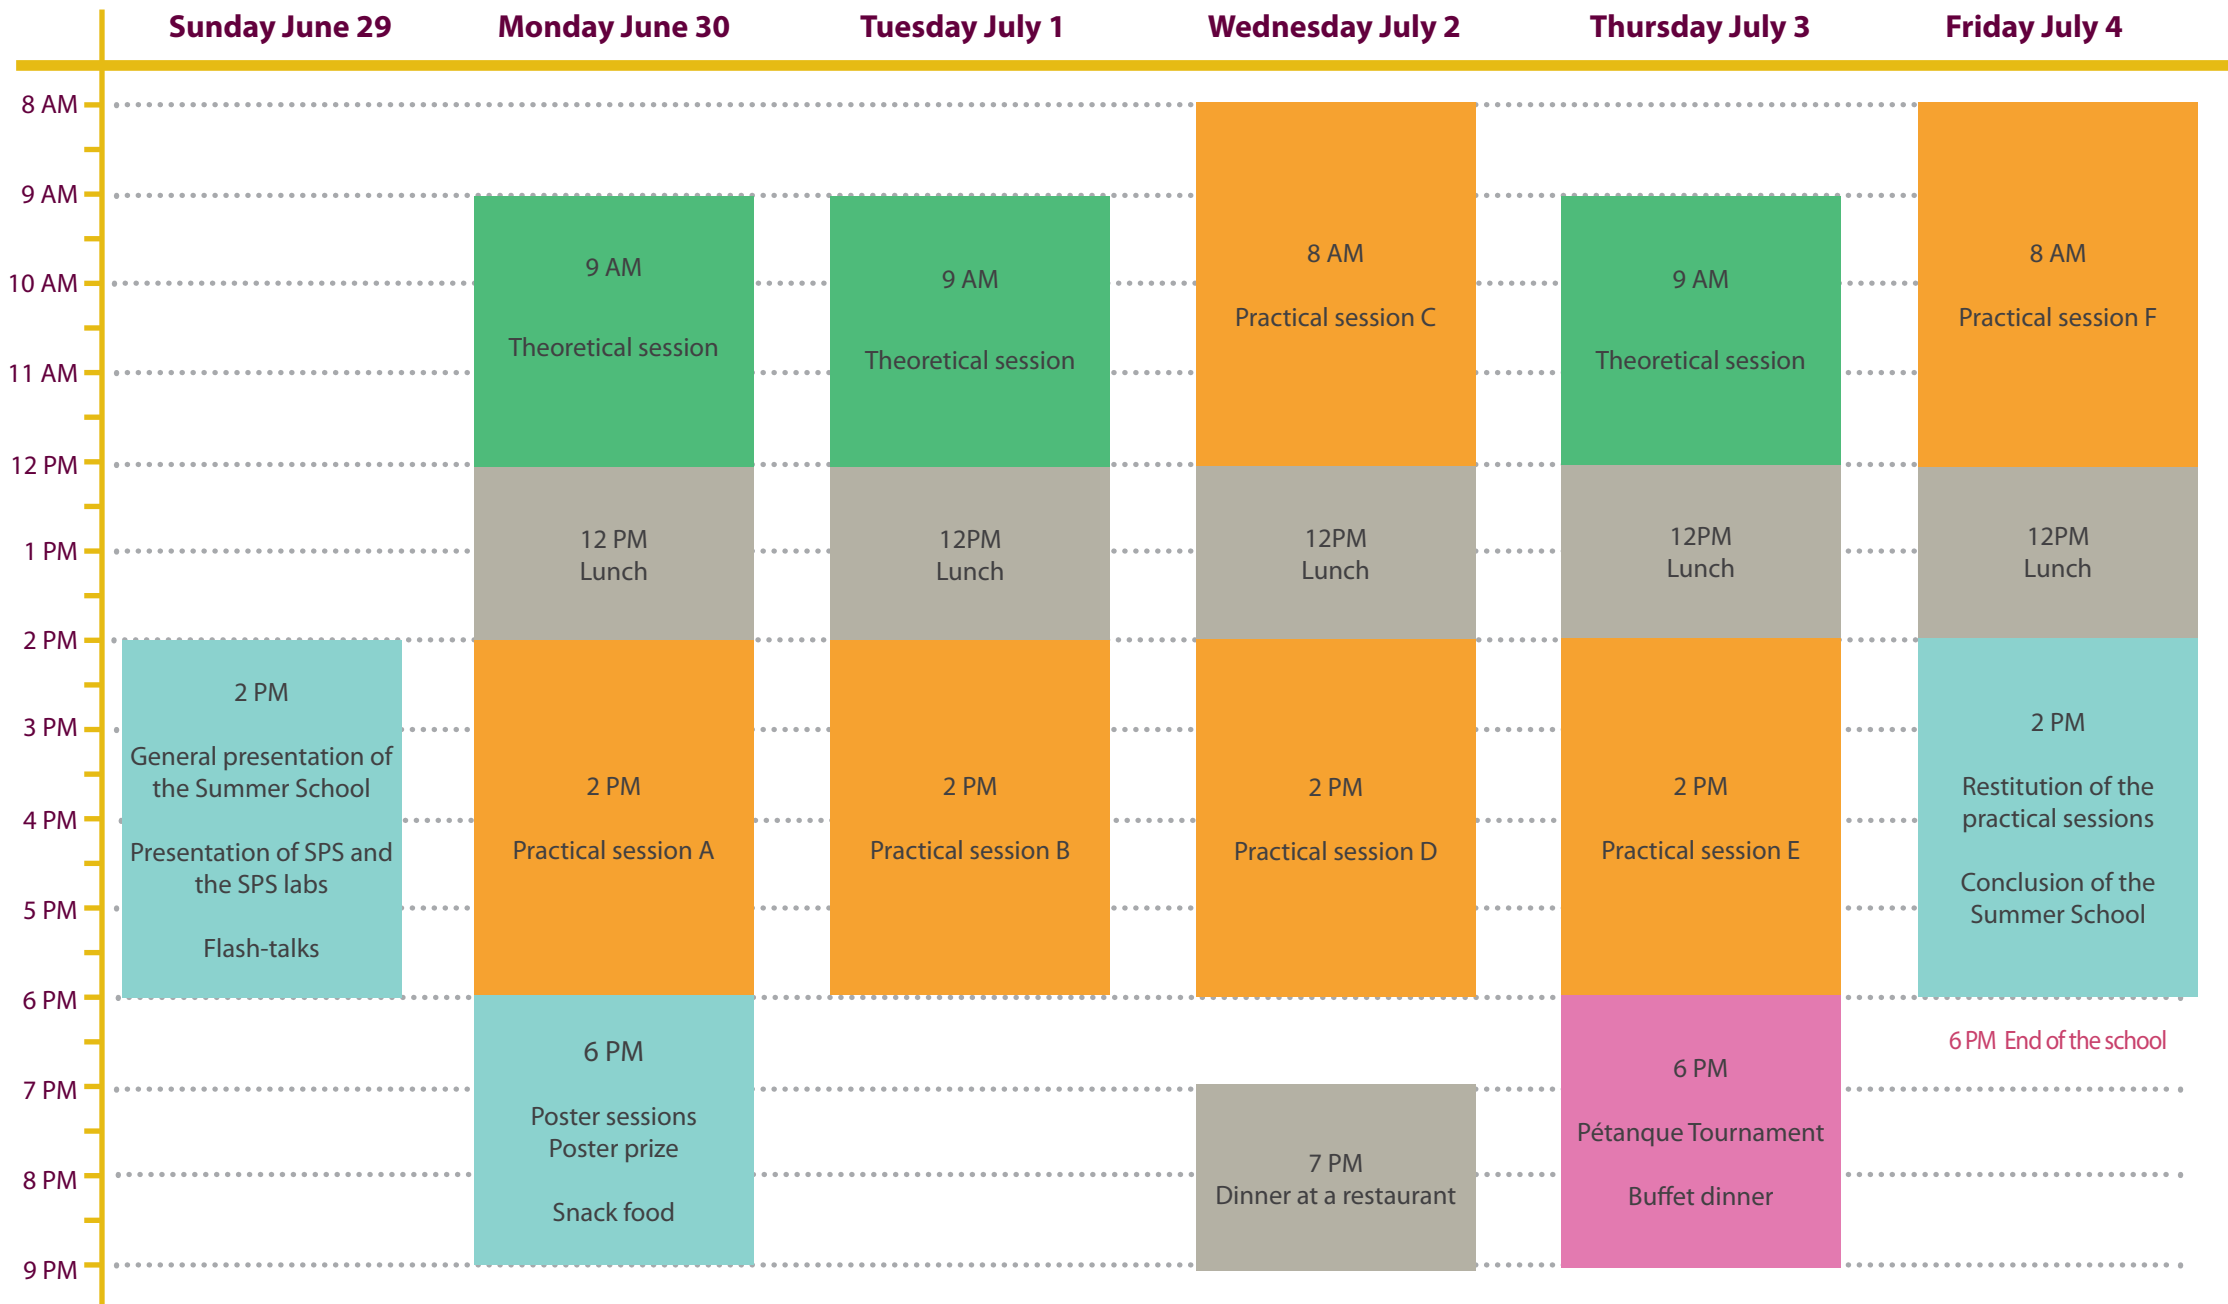 Sunday June 29
Monday June 30
Tuesday July 1
Wednesday July 2
Thursday July 3
Friday July 4
8 AM
9 AM
10 AM
11 AM
12 PM
1 PM
2 PM
3 PM
4 PM
5 PM
6 PM
7 PM
8 PM
9 PM
2 PM
General presentation of
the Summer School
Presentation of SPS and
the SPS labs
Flash-talks
9 AM
Theoretical session
12 PM
Lunch
2 PM
Practical session A
6 PM
Poster sessions
Poster prize
Snack food
9 AM
Theoretical session
12PM
Lunch
2 PM
Practical session B
8 AM
Practical session C
12PM
Lunch
2 PM
Practical session D
7 PM
Dinner at a restaurant
9 AM
Theoretical session
12PM
Lunch
2 PM
Practical session E
6 PM
Pétanque Tournament
Buffet dinner
8 AM
Practical session F
12PM
Lunch
2 PM
Restitution of the
practical sessions
Conclusion of the
Summer School
6 PM End of the school